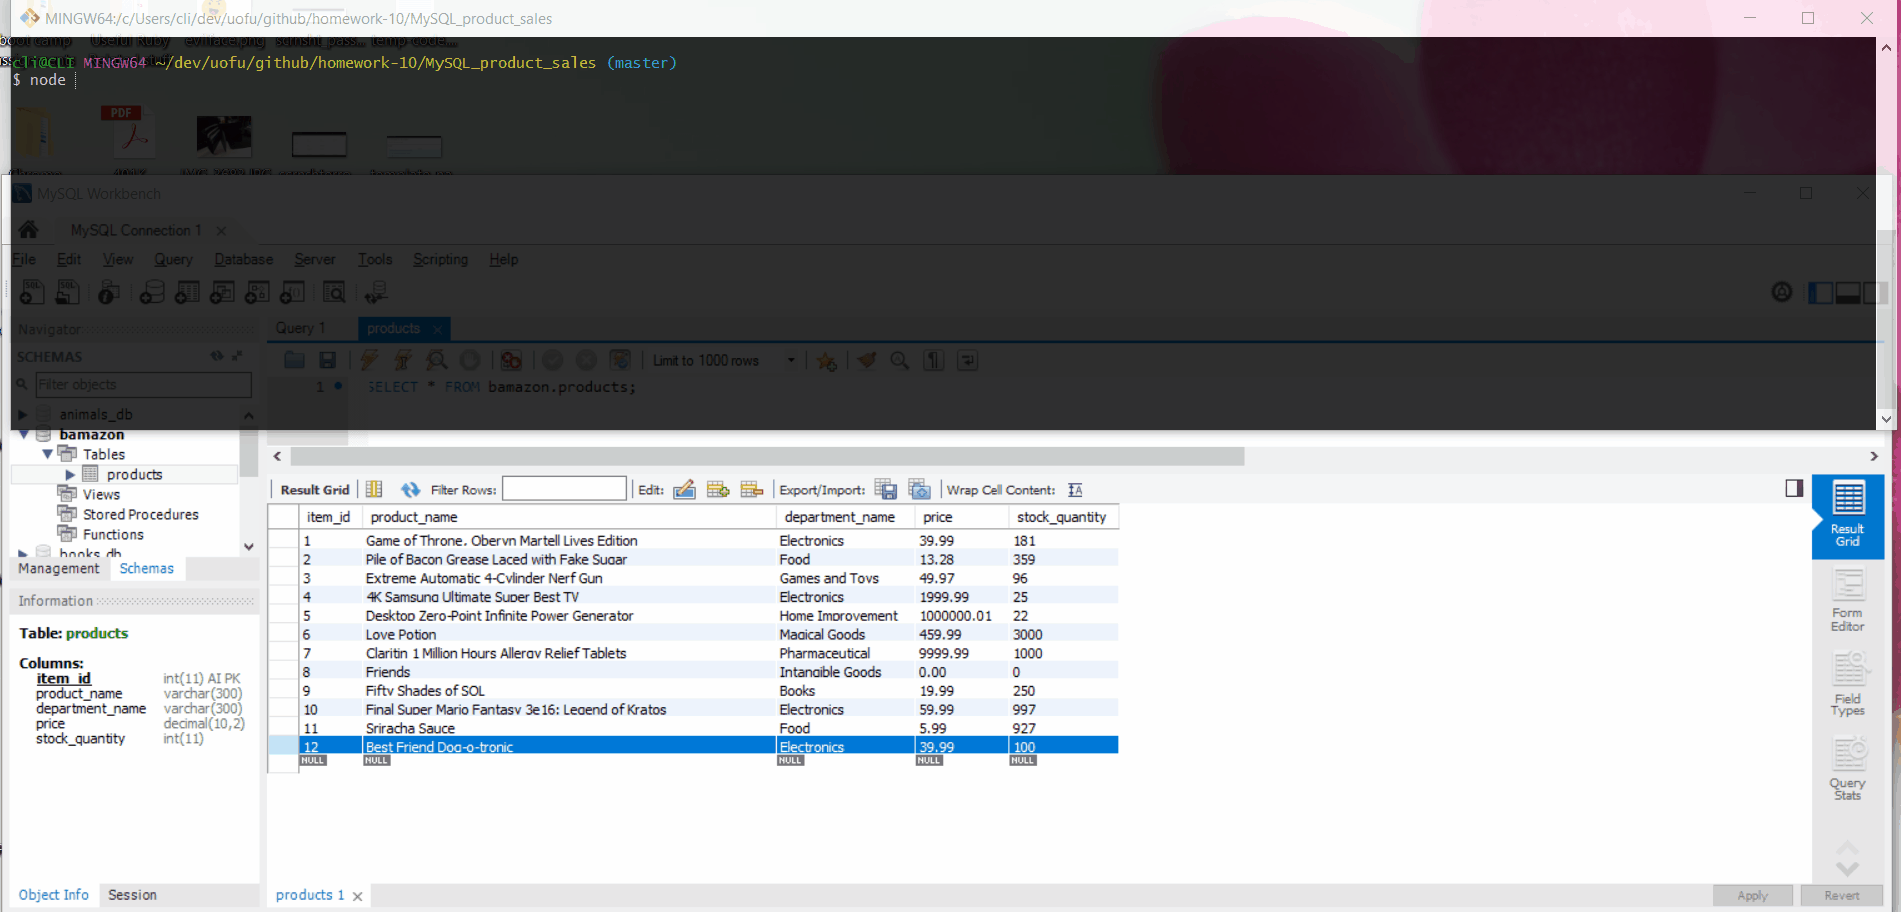 MINGW64:/c/Users/cli/dev/uofu/github/homework-10/MySQL_product_sales
cli@CLI MINGW64 ~/dev/uofu/github/homework-10/MySQL_product_sales (master)
$ node
PDF
MySQL Workbench
MySQL Connection 1
File Edit View Query Database Server Tools Scripting Help
Navigator
Query 1 products
SCHEMAS
Limit to 1000 rows
Filter objects
1 SELECT * FROM bamazon.products;
animals_db
bamazon
Tables
products
Views
Stored Procedures
Functions
books_db
Management Schemas
Information
Table: products
Columns:
item_id int(11) AI PK
product_name varchar(300)
department_name varchar(300)
price decimal(10,2)
stock_quantity int(11)
Object Info Session
Result Grid Filter Rows: Edit: Export/Import: Wrap Cell Content:
item_id product_name department_name price stock_quantity
1 Game of Throne, Oberyn Martell Lives Edition Electronics 39.99 181
2 Pile of Bacon Grease Laced with Fake Sugar Food 13.28 359
3 Extreme Automatic 4-Cylinder Nerf Gun Games and Toys 49.97 96
4 4K Samsung Ultimate Super Best TV Electronics 1999.99 25
5 Desktop Zero-Point Infinite Power Generator Home Improvement 1000000.01 22
6 Love Potion Magical Goods 459.99 3000
7 Claritin 1 Million Hours Allergy Relief Tablets Pharmaceutical 9999.99 1000
8 Friends Intangible Goods 0.00 0
9 Fifty Shades of SQL Books 19.99 250
10 Final Super Mario Fantasy 3e16: Legend of Kratos Electronics 59.99 997
11 Sriracha Sauce Food 5.99 927
12 Best Friend Dog-o-tronic Electronics 39.99 100
NULL NULL NULL NULL NULL
Result
Grid
Form
Editor
Field
Types
Query
Stats
products 1
Apply Revert